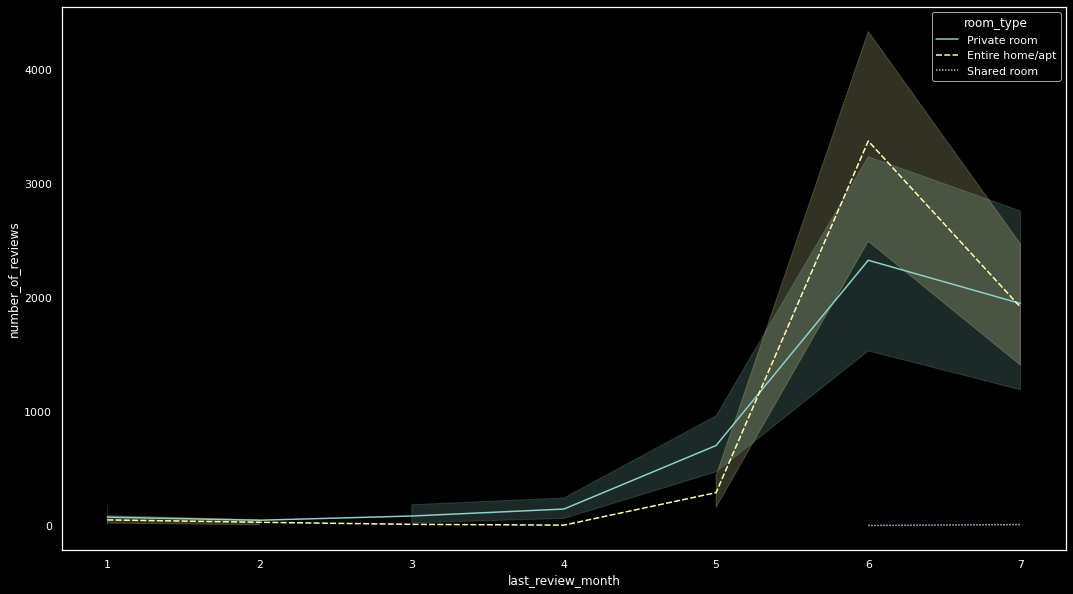 room_type
Private room
Entire home/apt
Shared room
4000
3000
2000
1000
0
number_of_reviews
1 2 3 4 5 6 7
last_review_month